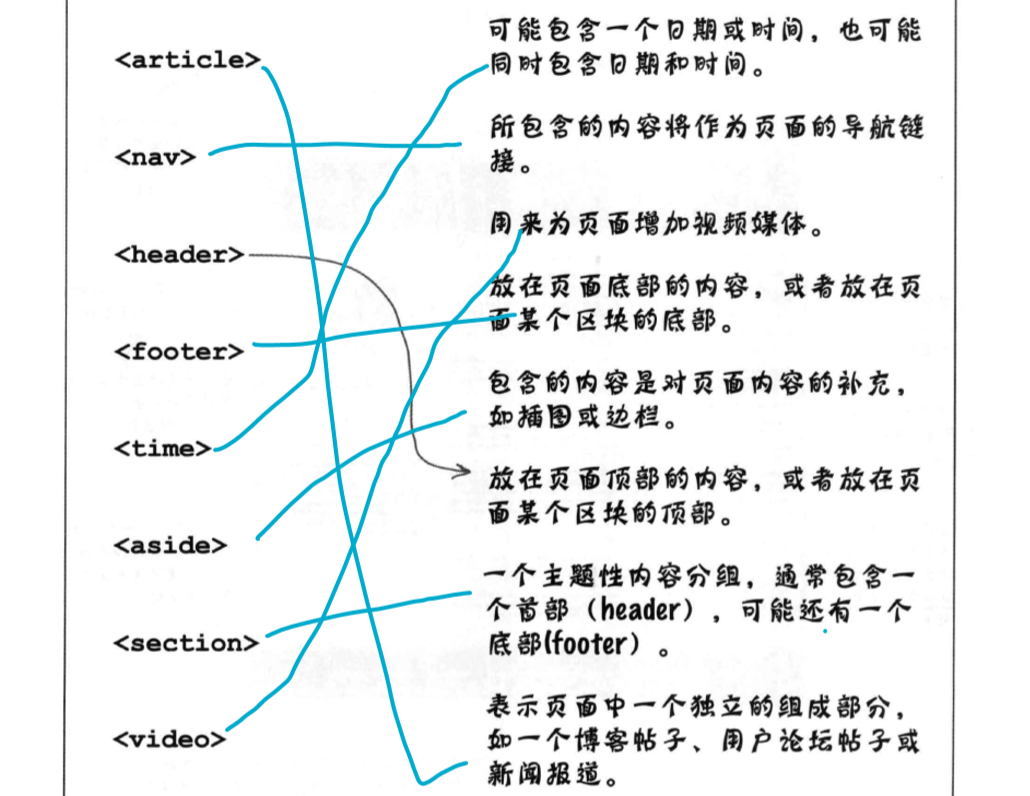 <article>
<nav>
<header>
<footer>
<time>
<aside>
<section>
<video>
可能包含一个日期或时间，也可能
同时包含日期和时间。
所包含的内容将作为页面的导航链
接。
用来为页面增加视频媒体。
放在页面底部的内容，或者放在页
面某个区块的底部。
包含的内容是对页面内容的补充，
如插图或边栏。
放在页面顶部的内容，或者放在页
面某个区块的顶部。
一个主题性内容分组，通常包含一
个首部（header），可能还有一个
底部(footer）。
表示页面中一个独立的组成部分，
如一个博客帖子、用户论坛帖子或
新闻报道。